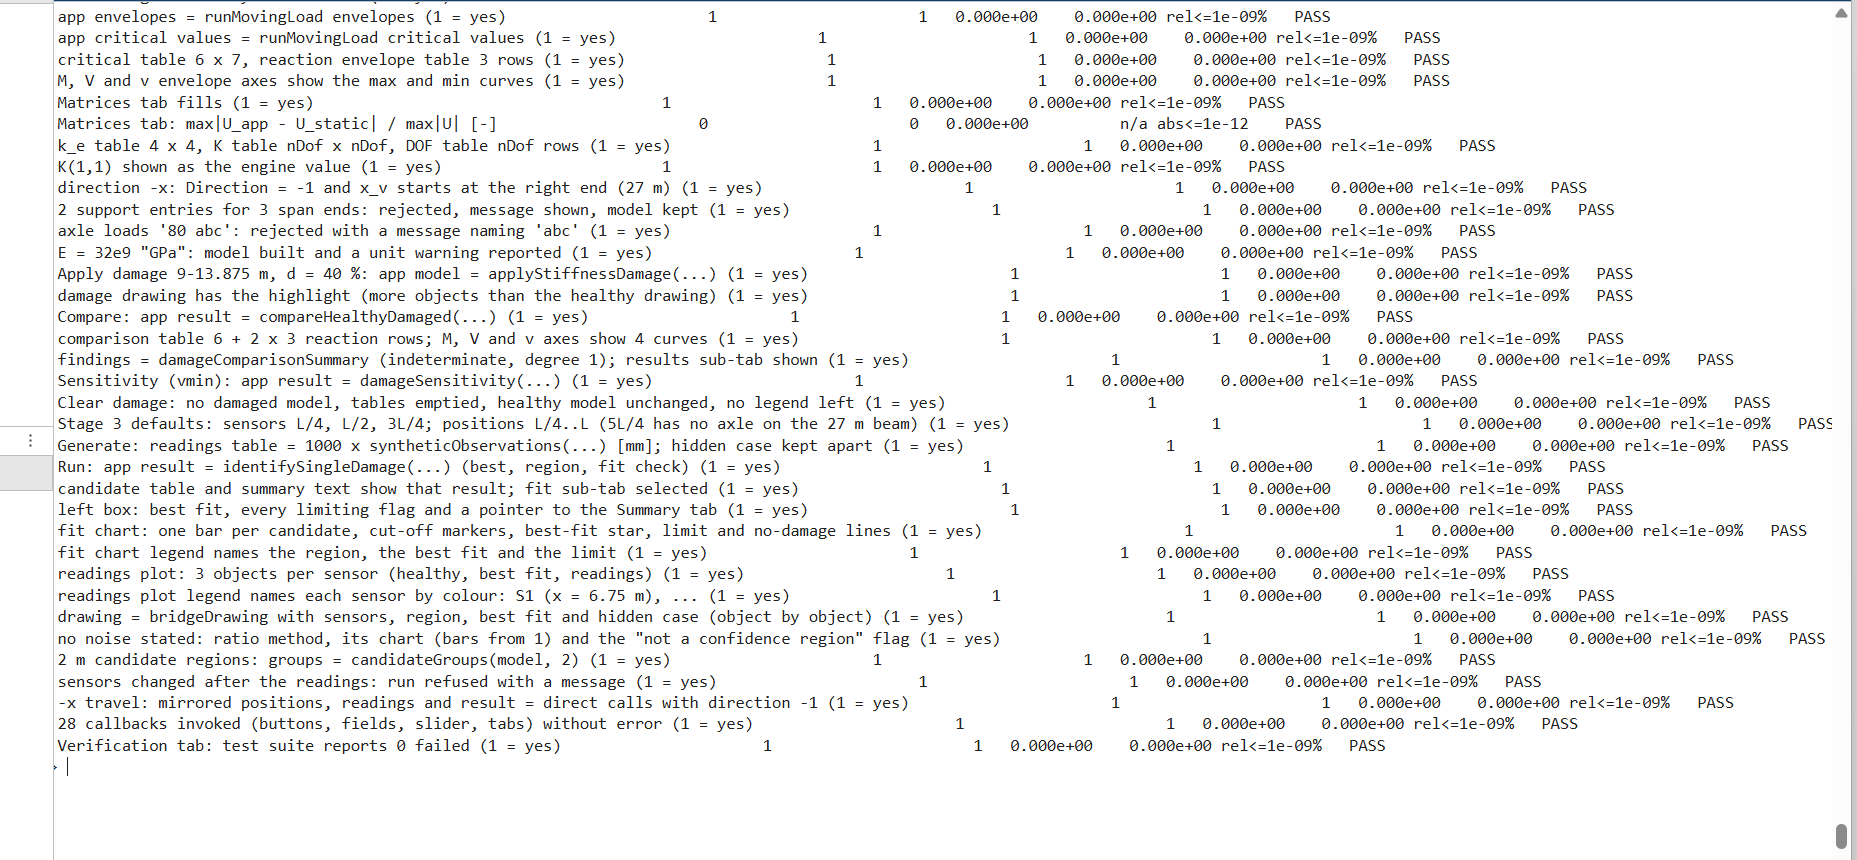 app envelopes = runMovingLoad envelopes (1 = yes) 1 1 0.000e+00 0.000e+00 rel<=1e-09% PASS
app critical values = runMovingLoad critical values (1 = yes) 1 1 0.000e+00 0.000e+00 rel<=1e-09% PASS
critical table 6 x 7, reaction envelope table 3 rows (1 = yes) 1 1 0.000e+00 0.000e+00 rel<=1e-09% PASS
M, V and v envelope axes show the max and min curves (1 = yes) 1 1 0.000e+00 0.000e+00 rel<=1e-09% PASS
Matrices tab fills (1 = yes) 1 1 0.000e+00 0.000e+00 rel<=1e-09% PASS
Matrices tab: max|U_app - U_static| / max|U| [-] 0 0 0.000e+00 n/a abs<=1e-12 PASS
k_e table 4 x 4, K table nDof x nDof, DOF table nDof rows (1 = yes) 1 1 0.000e+00 0.000e+00 rel<=1e-09% PASS
K(1,1) shown as the engine value (1 = yes) 1 1 0.000e+00 0.000e+00 rel<=1e-09% PASS
direction -x: Direction = -1 and x_v starts at the right end (27 m) (1 = yes) 1 1 0.000e+00 0.000e+00 rel<=1e-09% PASS
2 support entries for 3 span ends: rejected, message shown, model kept (1 = yes) 1 1 0.000e+00 0.000e+00 rel<=1e-09% PASS
axle loads '80 abc': rejected with a message naming 'abc' (1 = yes) 1 1 0.000e+00 0.000e+00 rel<=1e-09% PASS
E = 32e9 "GPa": model built and a unit warning reported (1 = yes) 1 1 0.000e+00 0.000e+00 rel<=1e-09% PASS
Apply damage 9-13.875 m, d = 40 %: app model = applyStiffnessDamage(...) (1 = yes) 1 1 0.000e+00 0.000e+00 rel<=1e-09% PASS
damage drawing has the highlight (more objects than the healthy drawing) (1 = yes) 1 1 0.000e+00 0.000e+00 rel<=1e-09% PASS
Compare: app result = compareHealthyDamaged(...) (1 = yes) 1 1 0.000e+00 0.000e+00 rel<=1e-09% PASS
comparison table 6 + 2 x 3 reaction rows; M, V and v axes show 4 curves (1 = yes) 1 1 0.000e+00 0.000e+00 rel<=1e-09% PASS
findings = damageComparisonSummary (indeterminate, degree 1); results sub-tab shown (1 = yes) 1 1 0.000e+00 0.000e+00 rel<=1e-09% PASS
Sensitivity (vmin): app result = damageSensitivity(...) (1 = yes) 1 1 0.000e+00 0.000e+00 rel<=1e-09% PASS
Clear damage: no damaged model, tables emptied, healthy model unchanged, no legend left (1 = yes) 1 1 0.000e+00 0.000e+00 rel<=1e-09% PASS
Stage 3 defaults: sensors L/4, L/2, 3L/4; positions L/4..L (5L/4 has no axle on the 27 m beam) (1 = yes) 1 1 0.000e+00 0.000e+00 rel<=1e-09% PASS
Generate: readings table = 1000 x syntheticObservations(...) [mm]; hidden case kept apart (1 = yes) 1 1 0.000e+00 0.000e+00 rel<=1e-09% PASS
Run: app result = identifySingleDamage(...) (best, region, fit check) (1 = yes) 1 1 0.000e+00 0.000e+00 rel<=1e-09% PASS
candidate table and summary text show that result; fit sub-tab selected (1 = yes) 1 1 0.000e+00 0.000e+00 rel<=1e-09% PASS
left box: best fit, every limiting flag and a pointer to the Summary tab (1 = yes) 1 1 0.000e+00 0.000e+00 rel<=1e-09% PASS
fit chart: one bar per candidate, cut-off markers, best-fit star, limit and no-damage lines (1 = yes) 1 1 0.000e+00 0.000e+00 rel<=1e-09% PASS
fit chart legend names the region, the best fit and the limit (1 = yes) 1 1 0.000e+00 0.000e+00 rel<=1e-09% PASS
readings plot: 3 objects per sensor (healthy, best fit, readings) (1 = yes) 1 1 0.000e+00 0.000e+00 rel<=1e-09% PASS
readings plot legend names each sensor by colour: S1 (x = 6.75 m), ... (1 = yes) 1 1 0.000e+00 0.000e+00 rel<=1e-09% PASS
drawing = bridgeDrawing with sensors, region, best fit and hidden case (object by object) (1 = yes) 1 1 0.000e+00 0.000e+00 rel<=1e-09% PASS
no noise stated: ratio method, its chart (bars from 1) and the "not a confidence region" flag (1 = yes) 1 1 0.000e+00 0.000e+00 rel<=1e-09% PASS
2 m candidate regions: groups = candidateGroups(model, 2) (1 = yes) 1 1 0.000e+00 0.000e+00 rel<=1e-09% PASS
sensors changed after the readings: run refused with a message (1 = yes) 1 1 0.000e+00 0.000e+00 rel<=1e-09% PASS
-x travel: mirrored positions, readings and result = direct calls with direction -1 (1 = yes) 1 1 0.000e+00 0.000e+00 rel<=1e-09% PASS
28 callbacks invoked (buttons, fields, slider, tabs) without error (1 = yes) 1 1 0.000e+00 0.000e+00 rel<=1e-09% PASS
Verification tab: test suite reports 0 failed (1 = yes) 1 1 0.000e+00 0.000e+00 rel<=1e-09% PASS